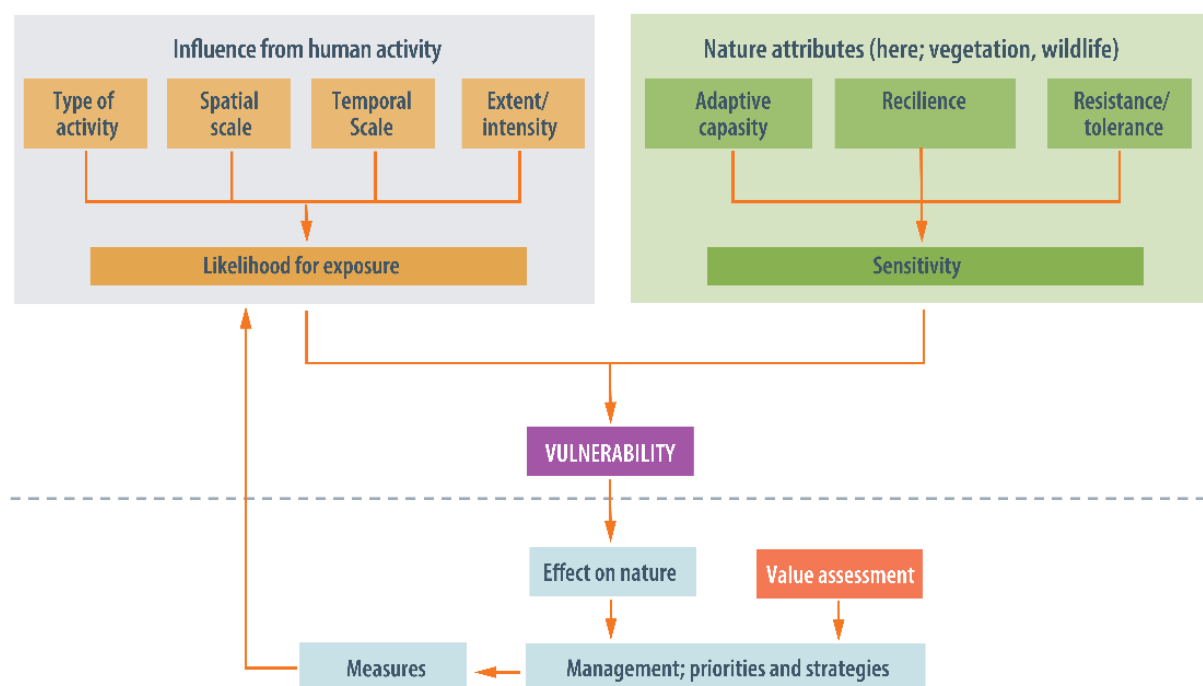 Influence from human activity
Type of
activity
Spatial
scale
Temporal
Scale
Extent/
intensity
Likelihood for exposure
Nature attributes (here; vegetation, wildlife)
Adaptive
capasity
Recilience
Resistance/
tolerance
Sensitivity
VULNERABILITY
Effect on nature
Value assessment
Measures
Management; priorities and strategies